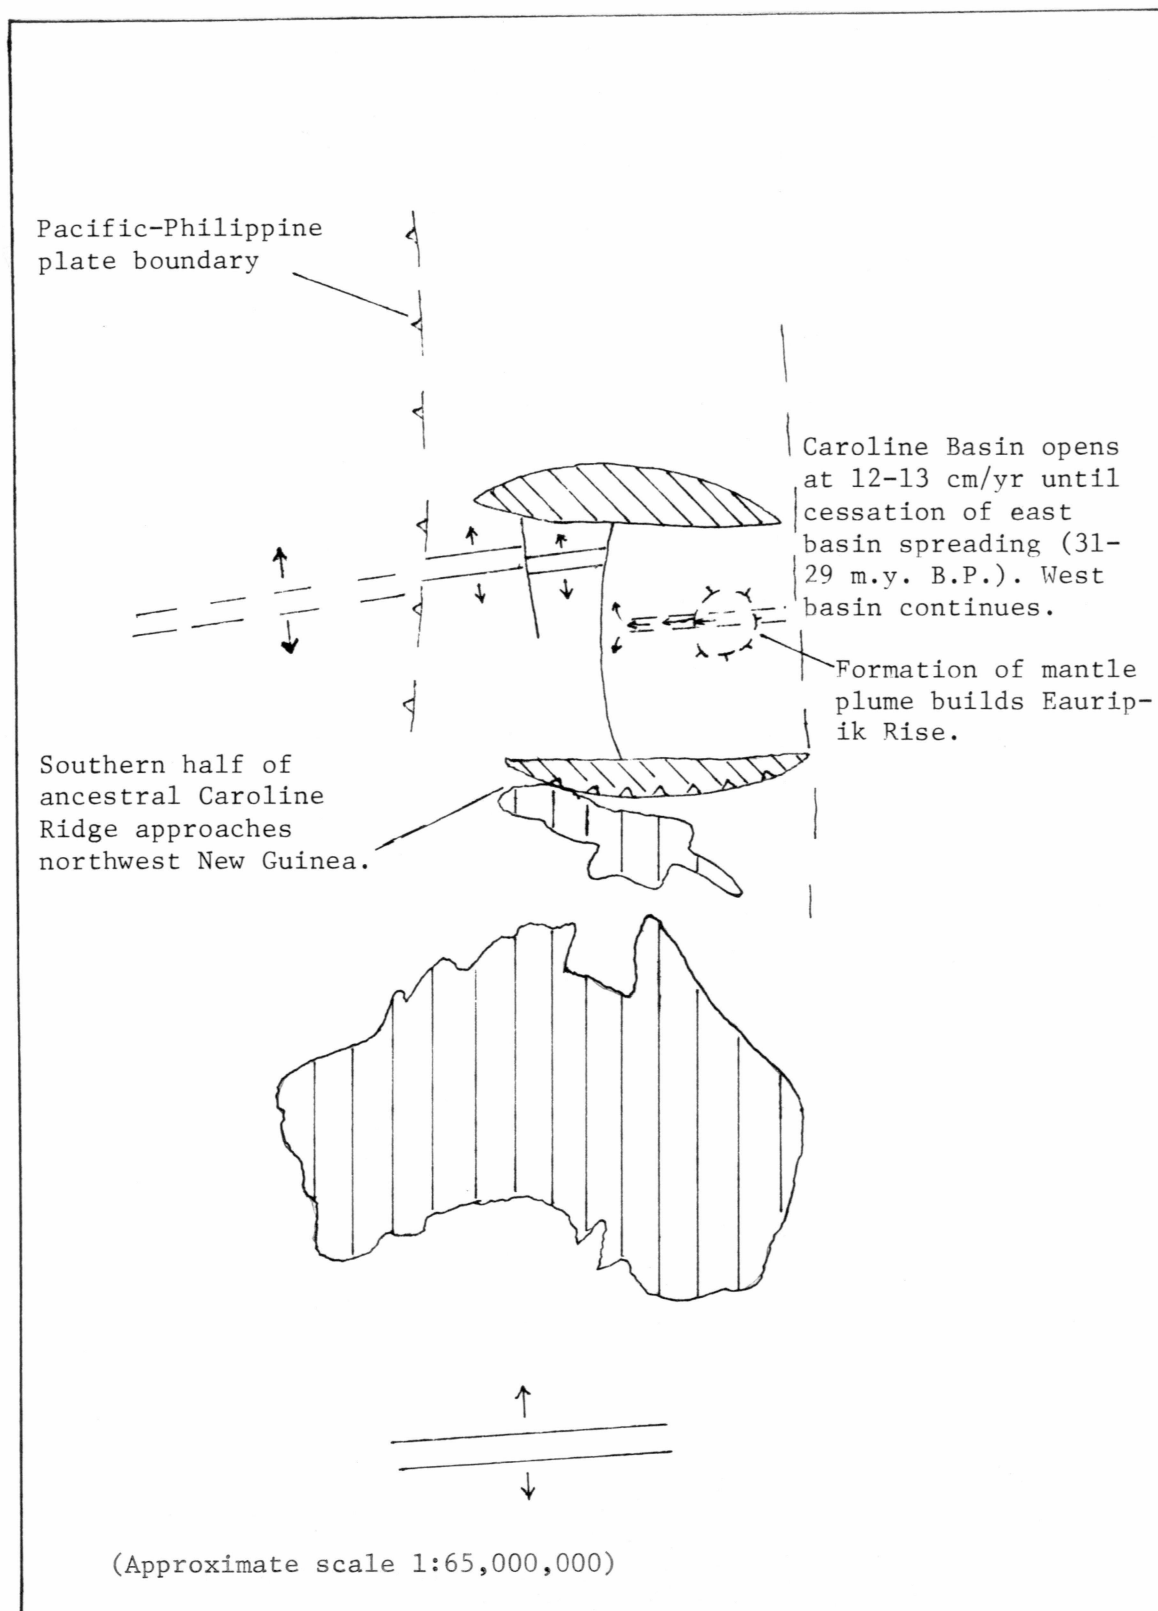 Pacific-Philippine
plate boundary
Caroline Basin opens
at 12-13 cm/yr until
cessation of east
basin spreading (31-
29 m.y. B.P.). West
basin continues.
Formation of mantle
plume builds Eaurip-
ik Rise.
Southern half of
ancestral Caroline
Ridge approaches
northwest New Guinea.
(Approximate scale 1:65,000,000)